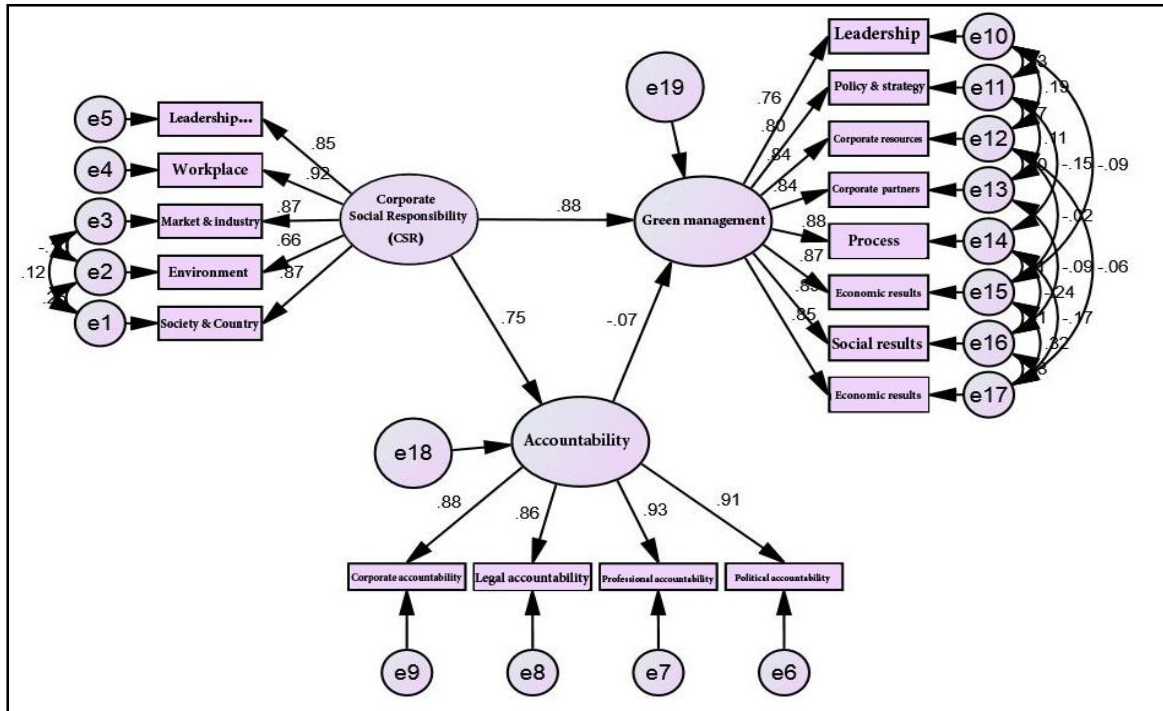 Leadership
e10
e19
Policy & strategy
e11
.19
e5
Leadership...
.76
.85
.80
Corporate resources
e12
.11
e4
Workplace
.92
.84
-.15
-.09
Corporate
Social Responsibility
(CSR)
.84
Corporate partners
e13
e3
Market & industry
.87
.88
Green management
.88
Process
e14
-.02
.66
.87
e2
Environment
.12
.87
Economic results
e15
-.09
-.06
-.24
e1
Society & Country
.75
-.07
.85
Social results
e16
-.17
.32
Economic results
e17
e18
Accountability
.88
.86
.93
.91
Corporate accountability
Legal accountability
Professional accountability
Political accountability
e9
e8
e7
e6